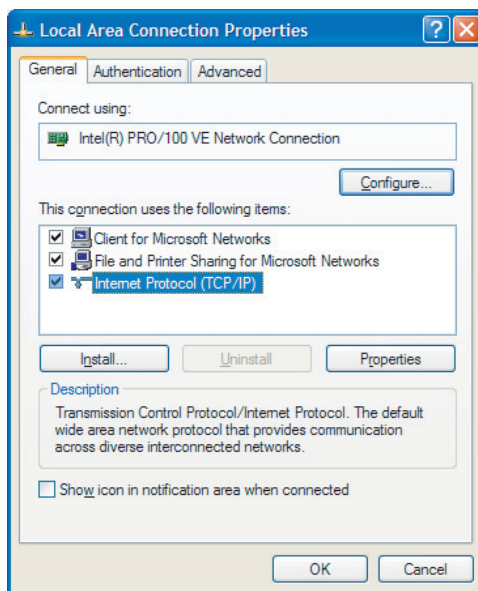 Local Area Connection Properties
General Authentication Advanced
Connect using:
Intel(R) PRO/100 VE Network Connection
Configure...
This connection uses the following items:
Client for Microsoft Networks
File and Printer Sharing for Microsoft Networks
Internet Protocol (TCP/IP)
Install... Uninstall Properties
Description
Transmission Control Protocol/Internet Protocol. The default
wide area network protocol that provides communication
across diverse interconnected networks.
Show icon in notification area when connected
OK Cancel